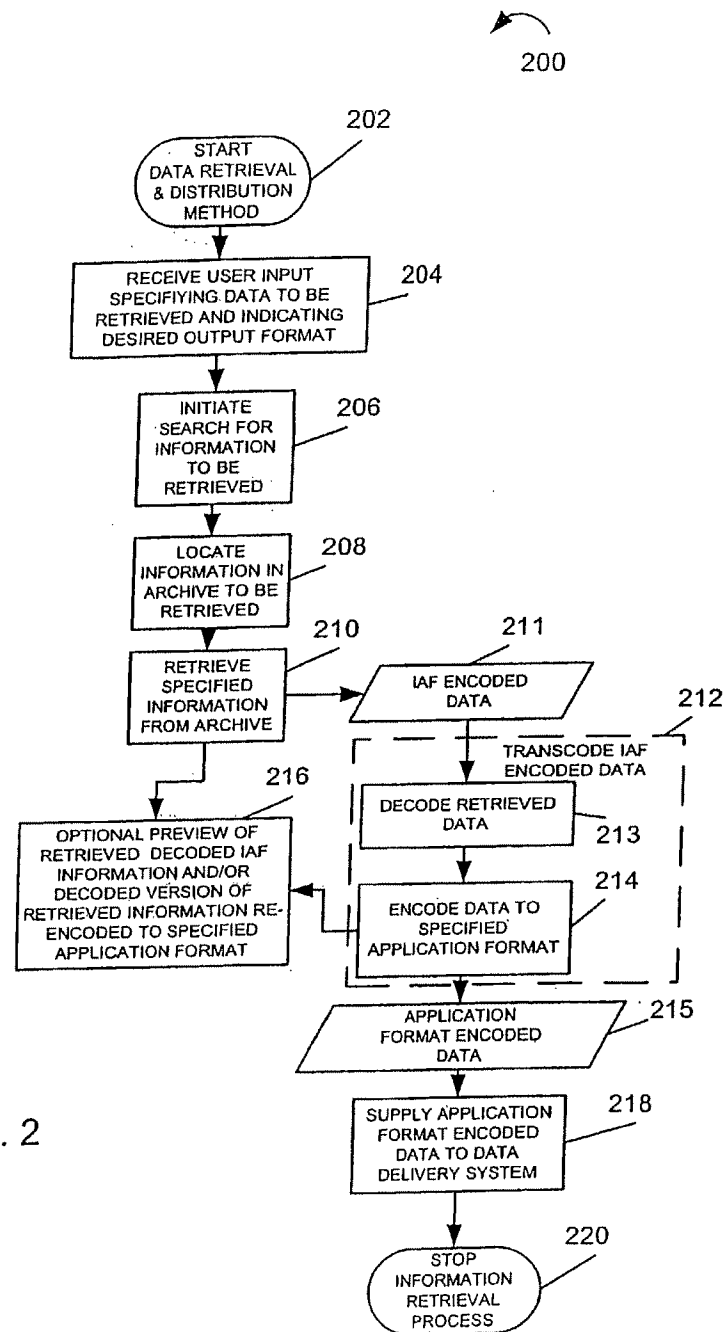 200
202
START
DATA RETRIEVAL
& DISTRIBUTION
METHOD
RECEIVE USER INPUT
SPECIFIYING DATA TO BE
RETRIEVED AND INDICATING
DESIRED OUTPUT FORMAT
204
INITIATE
SEARCH FOR
INFORMATION
TO BE
RETRIEVED
206
LOCATE
INFORMATION IN
ARCHIVE TO BE
RETRIEVED
208
210
RETRIEVE
SPECIFIED
INFORMATION
FROM ARCHIVE
211
IAF ENCODED
DATA
212
TRANSCODE IAF
ENCODED DATA
DECODE RETRIEVED
DATA
213
216
OPTIONAL PREVIEW OF
RETRIEVED DECODED IAF
INFORMATION AND/OR
DECODED VERSION OF
RETRIEVED INFORMATION RE-
ENCODED TO SPECIFIED
APPLICATION FORMAT
214
ENCODE DATA TO
SPECIFIED
APPLICATION FORMAT
APPLICATION
FORMAT ENCODED
DATA
215
. 2
SUPPLY APPLICATION
FORMAT ENCODED
DATA TO DATA
DELIVERY SYSTEM
218
STOP
INFORMATION
RETRIEVAL
PROCESS
220